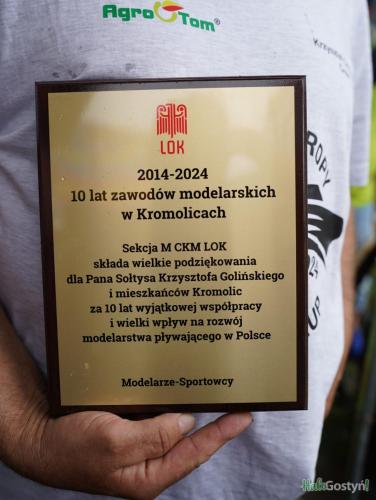 AgroTom®
LOK
2014-2024
10 lat zawodów modelarskich
w Kromolicach
Sekcja M CKM LOK
składa wielkie podziękowania
dla Pana Sołtysa Krzysztofa Golińskiego
i mieszkańców Kromolic
za 10 lat wyjątkowej współpracy
i wielki wpływ na rozwój
modelarstwa pływającego w Polsce
Modelarze-Sportowcy
HaloGostyń!